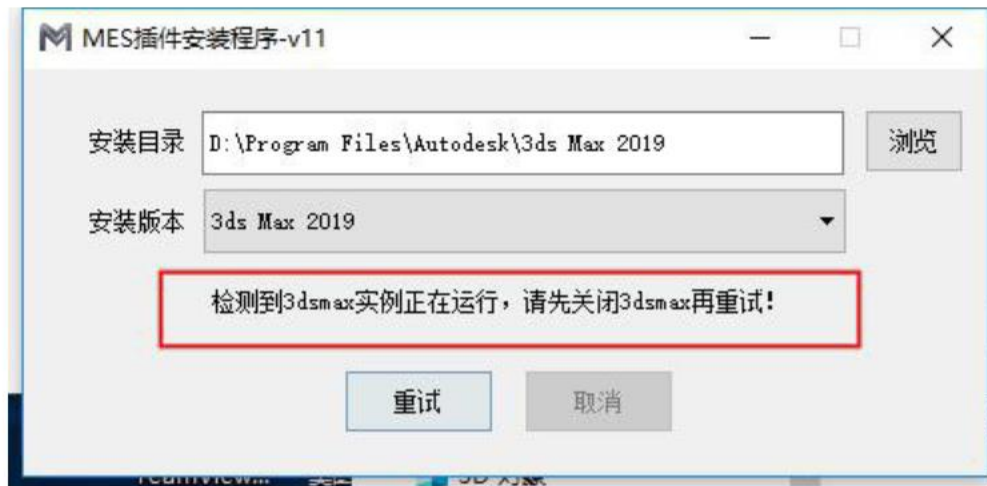 MES插件安装程序-v11
安装目录 D:\Program Files\Autodesk\3ds Max 2019 浏览
安装版本 3ds Max 2019
检测到3dsmax实例正在运行，请先关闭3dsmax再重试!
重试 取消